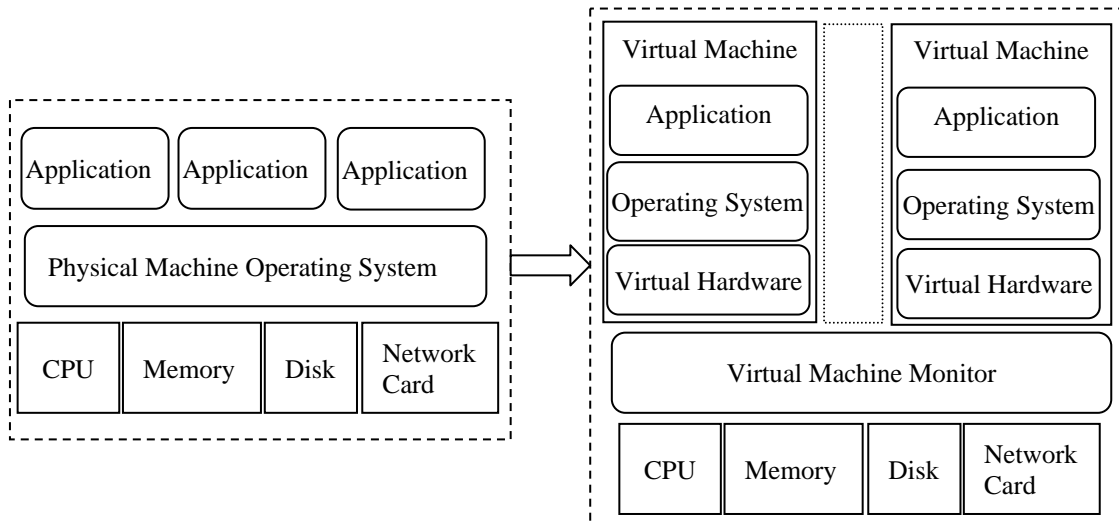 Application
Application
Application
Physical Machine Operating System
CPU
Memory
Disk
Network
Card
Virtual Machine
Application
Operating System
Virtual Hardware
Virtual Machine
Application
Operating System
Virtual Hardware
Virtual Machine Monitor
CPU
Memory
Disk
Network
Card